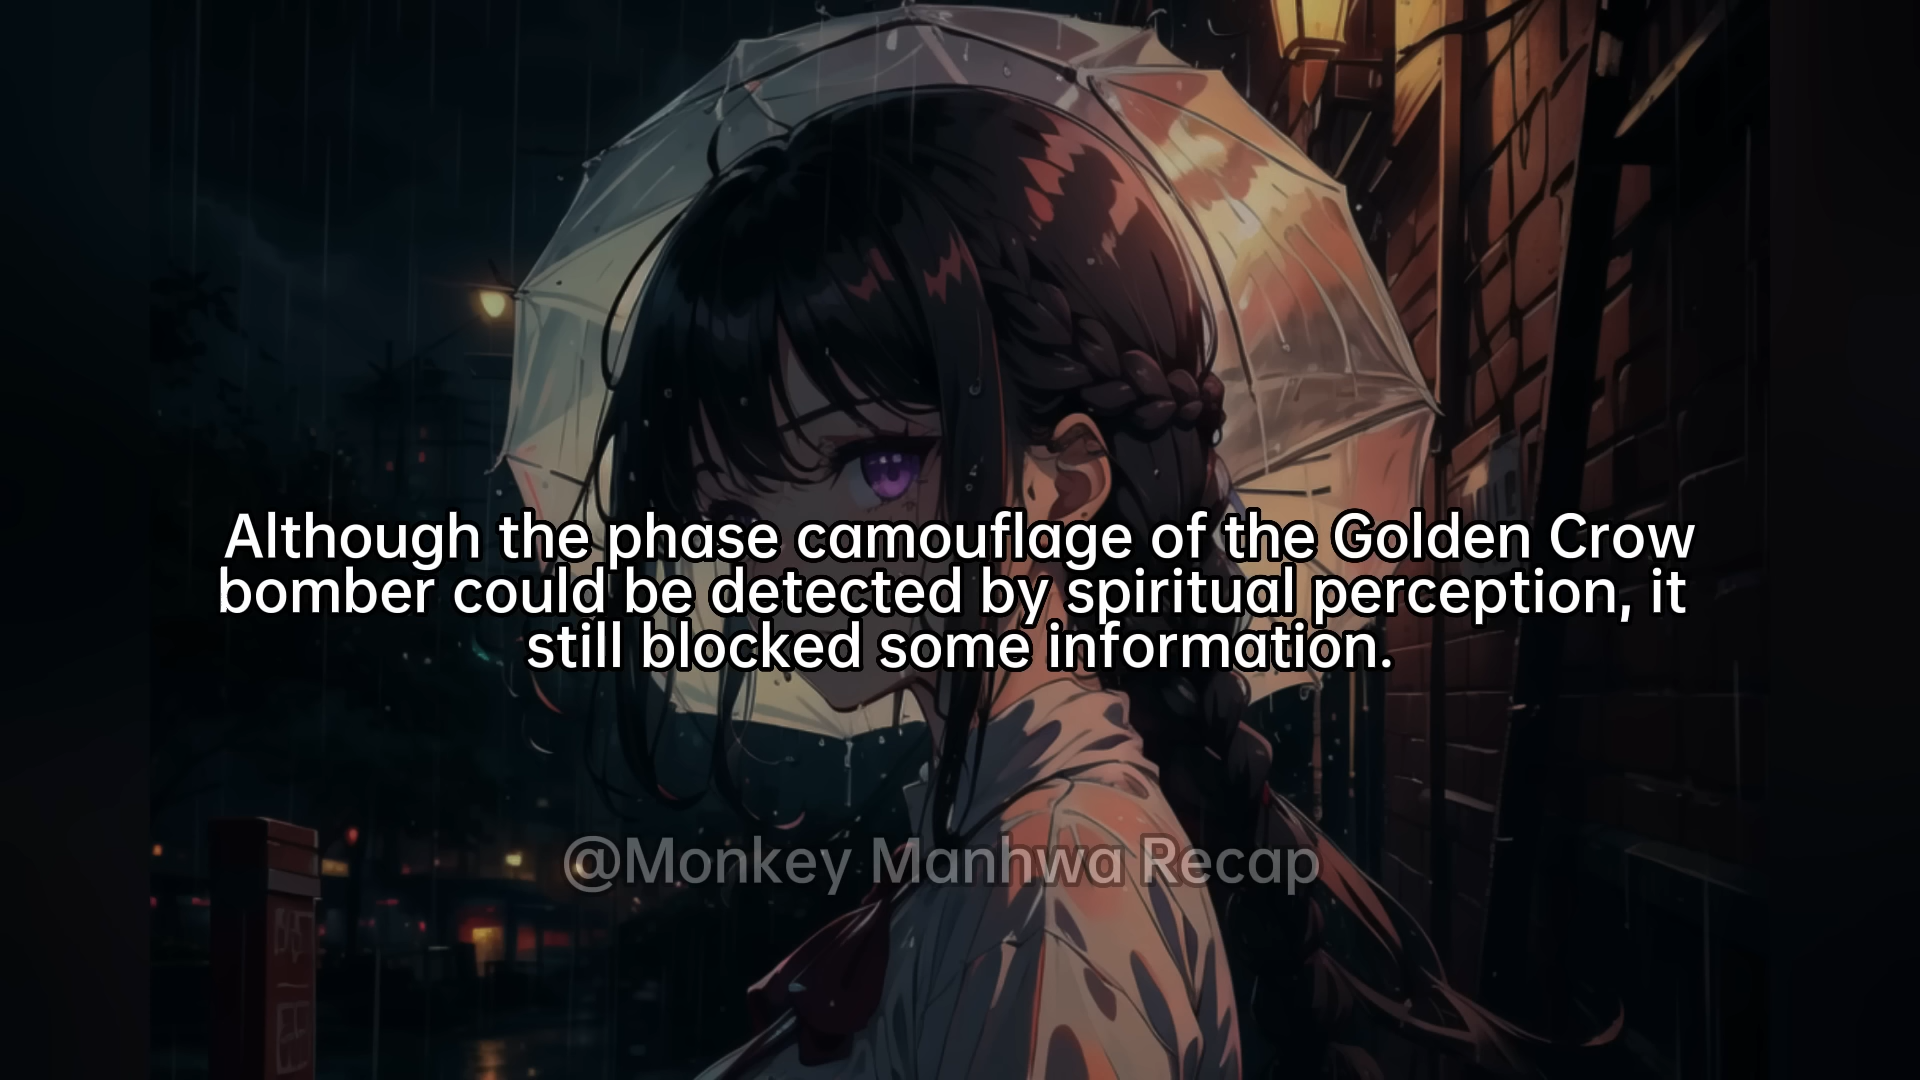 Although the phase camouflage of the Golden Crow
bomber could be detected by spiritual perception, it
still blocked some information.
@Monkey Manhwa Recap